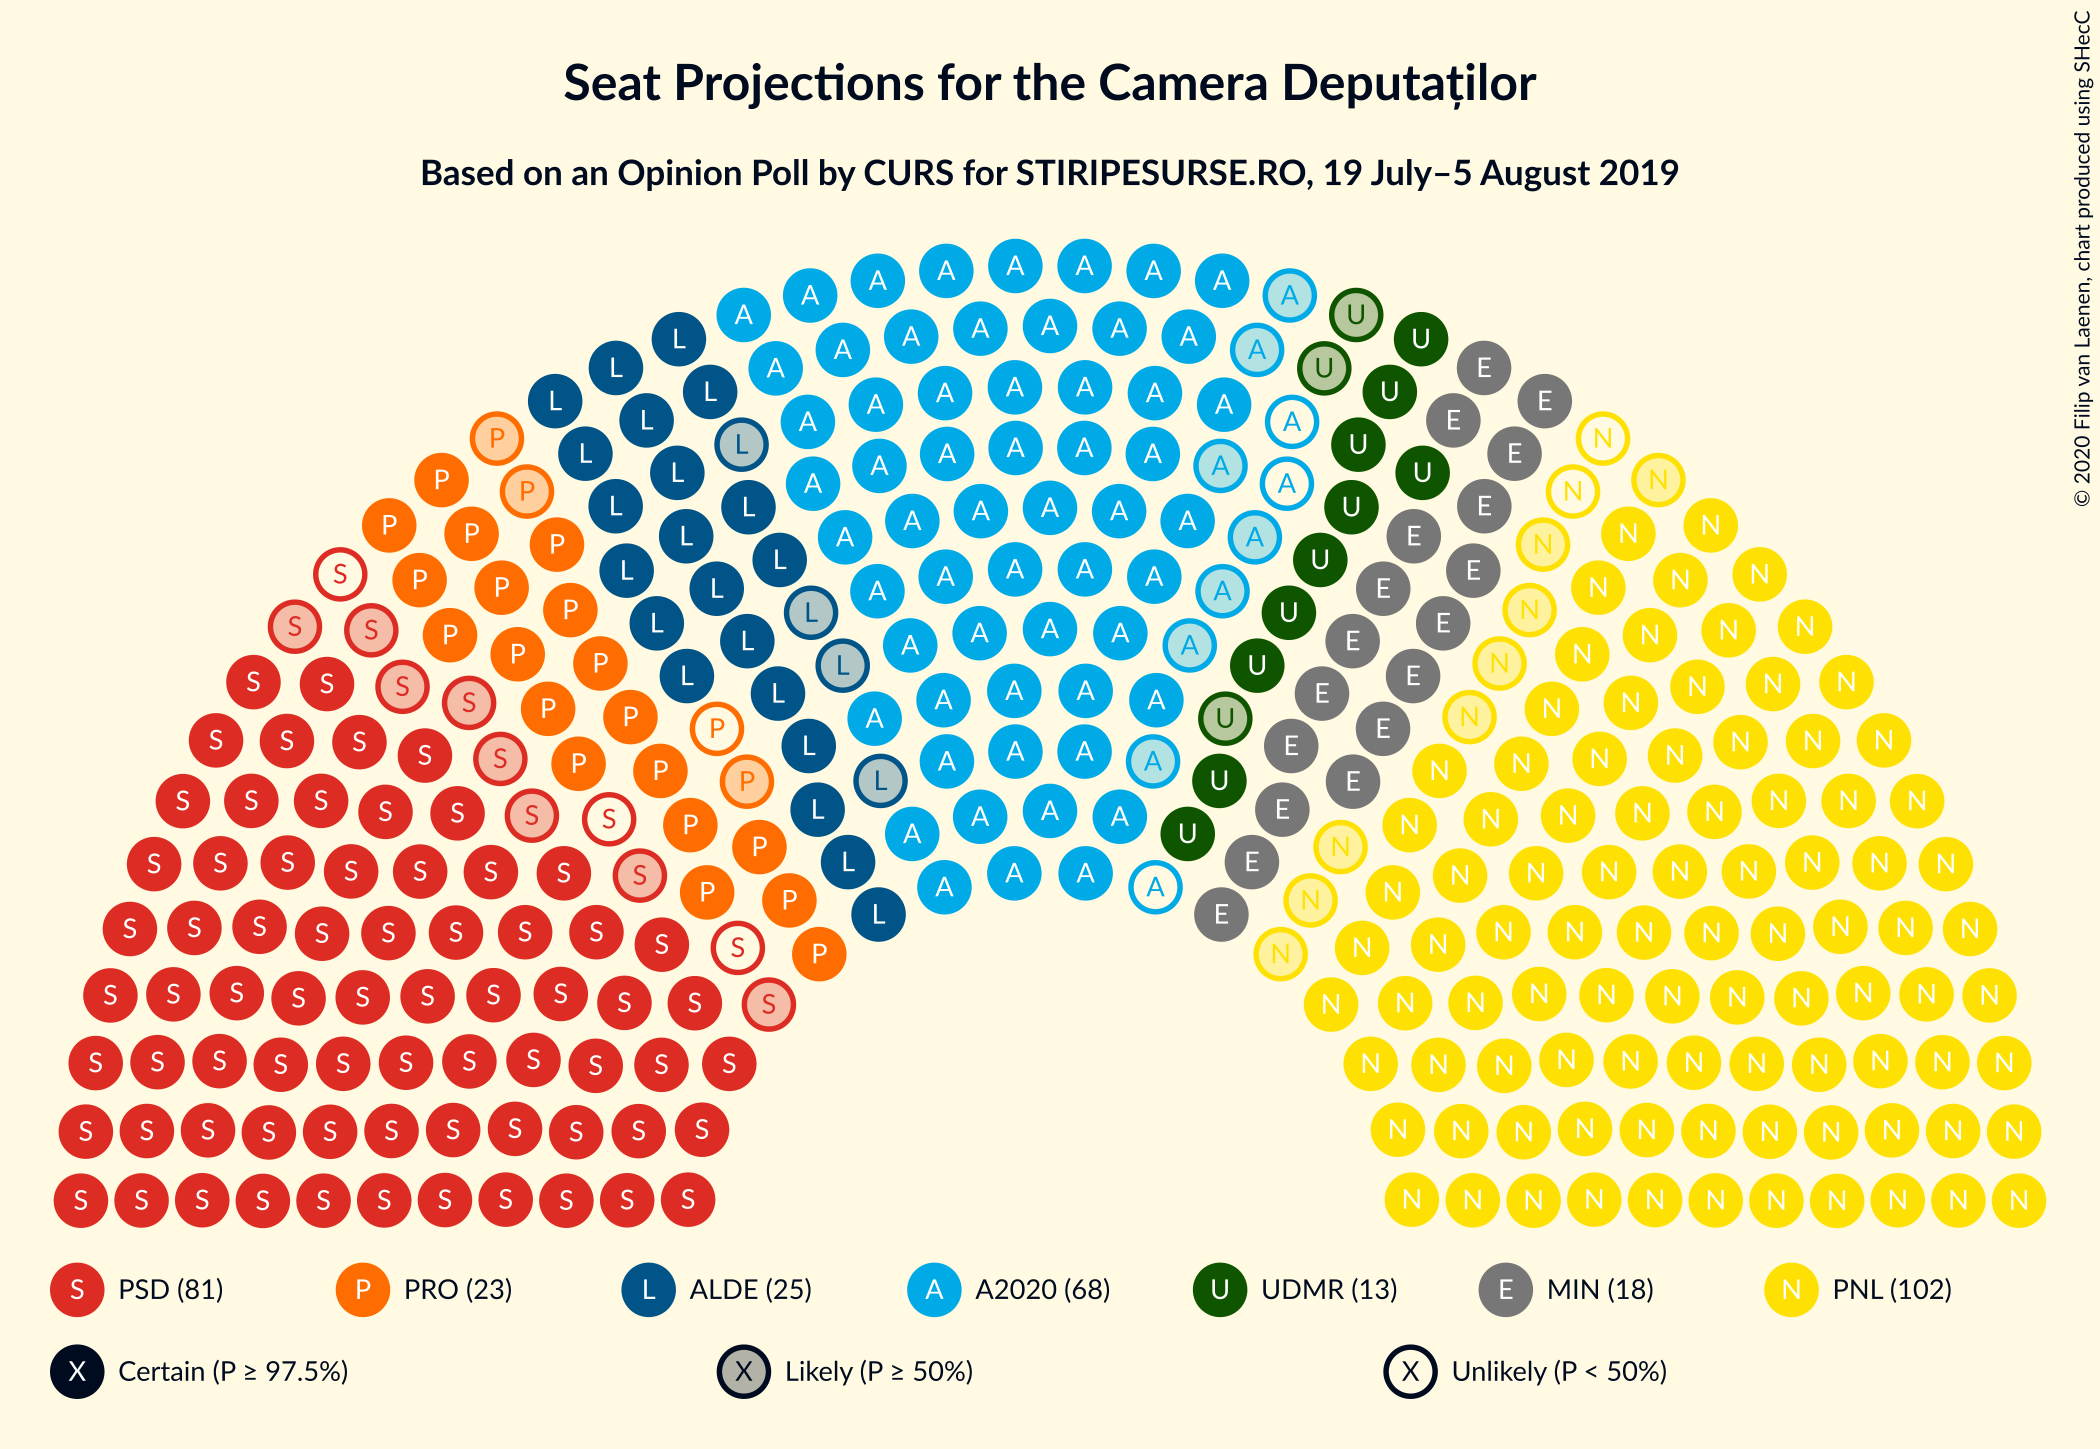 Seat Projections for the Camera Deputaților
Based on an Opinion Poll by CURS for STIRIPESURSE.RO, 19 July–5 August 2019
© 2020 Filip van Laenen, chart produced using SHecC
S PSD (81) P PRO (23) L ALDE (25) A A2020 (68) U UDMR (13) E MIN (18) N PNL (102)
X Certain (P ≥ 97.5%) X Likely (P ≥ 50%) X Unlikely (P < 50%)